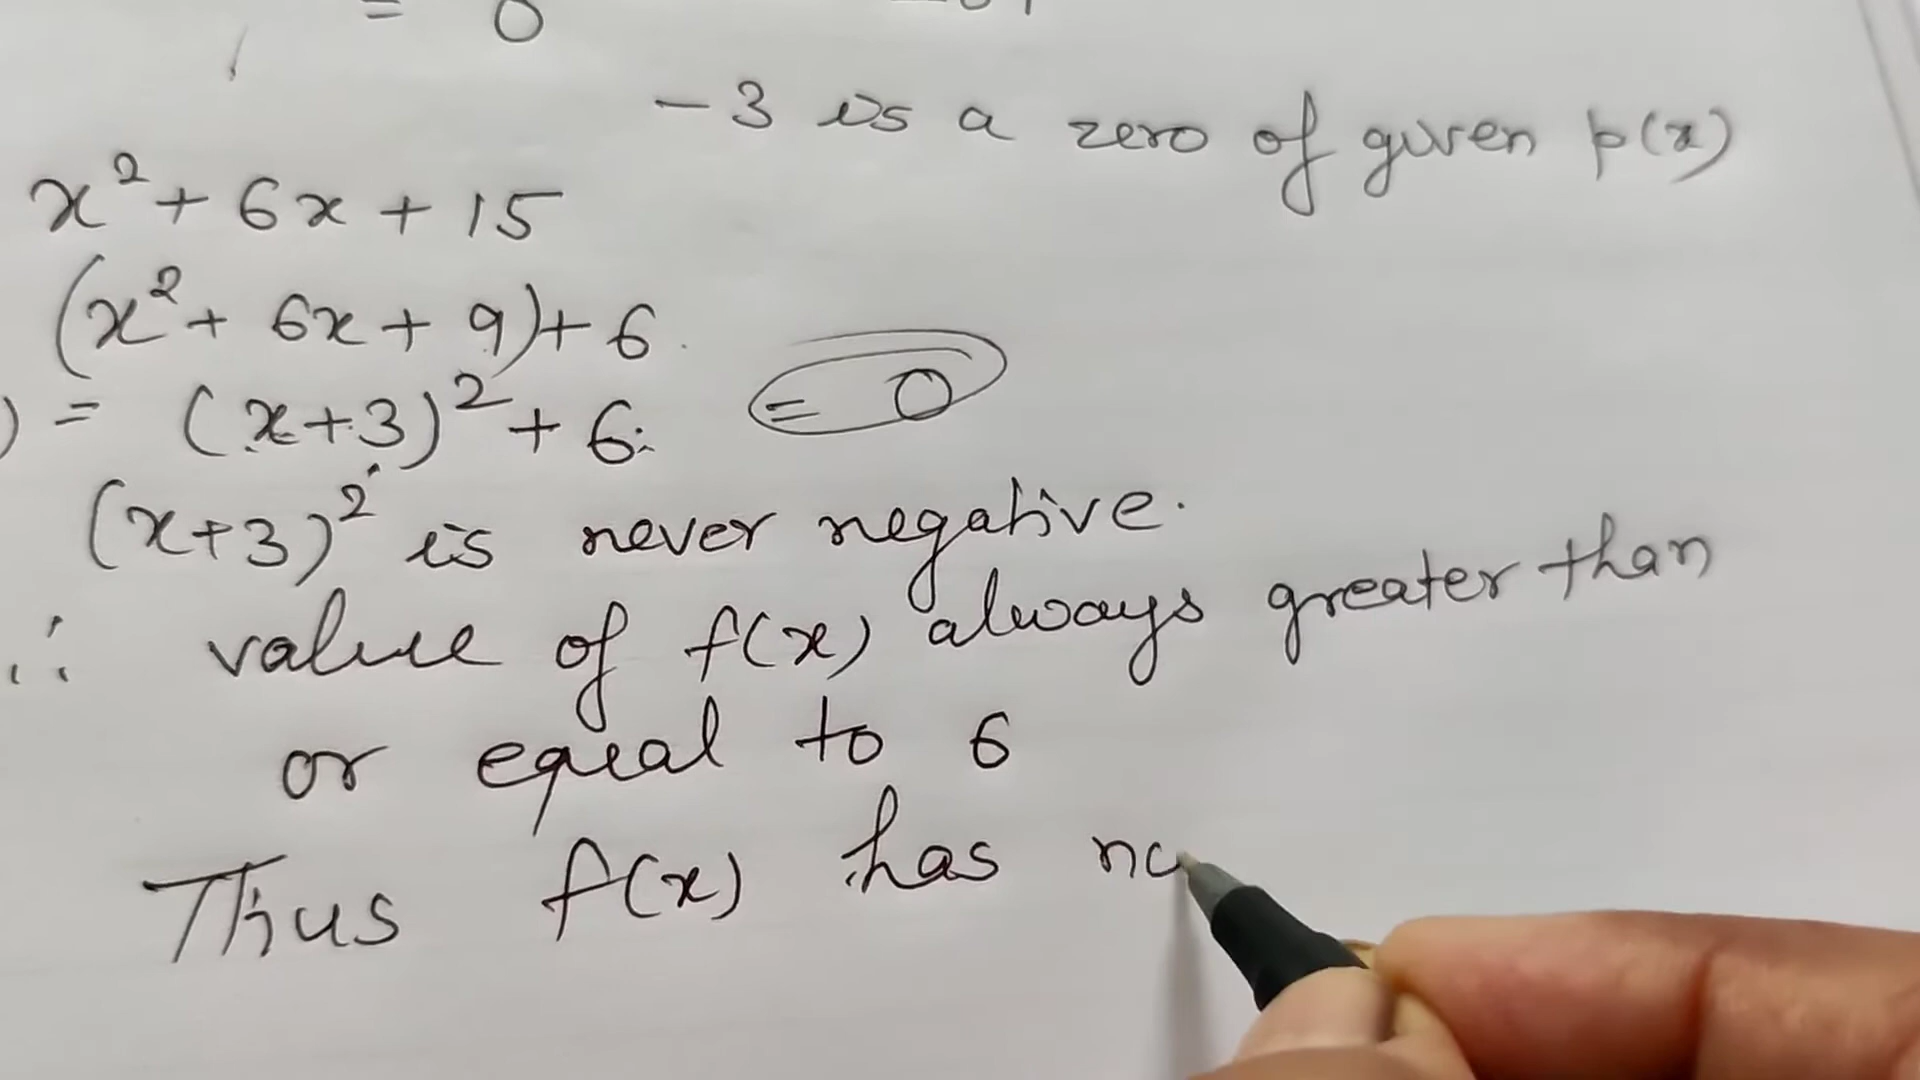 = 0
-3 is a zero of given p(x)
x² + 6x + 15
(x² + 6x + 9) + 6
) = (x+3)² + 6
= 0
(x+3)² is never negative.
∴ value of f(x) always greater than
or equal to 6
Thus f(x) has no